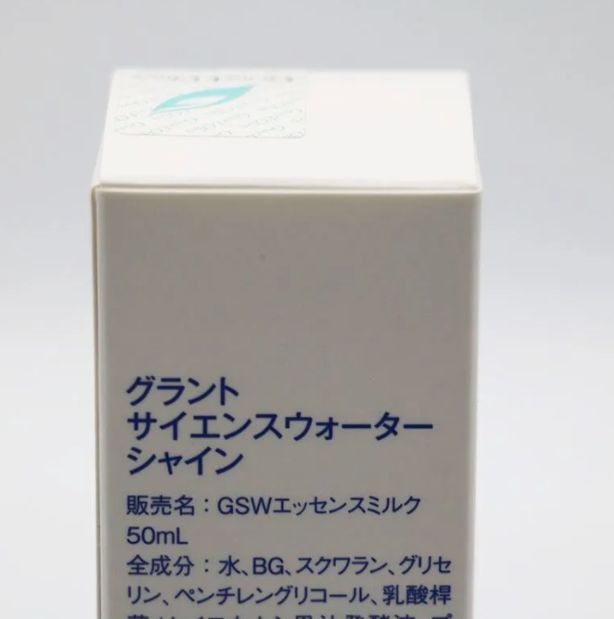 グラント
サイエンスウォーター
シャイン
販売名：GSWエッセンスミルク
50mL
全成分：水、BG、スクワラン、グリセ
リン、ペンチレングリコール、乳酸桿